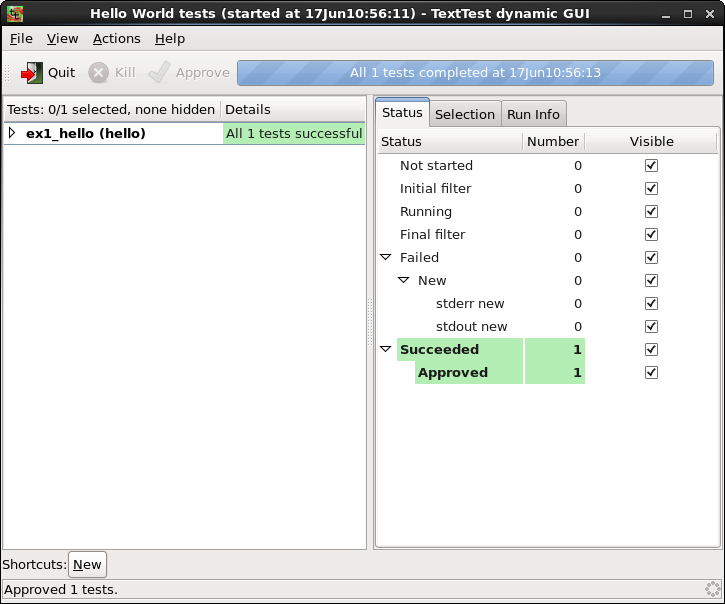 Hello World tests (started at 17Jun10:56:11) - TextTest dynamic GUI
File View Actions Help
Quit Kill Approve All 1 tests completed at 17Jun10:56:13
Tests: 0/1 selected, none hidden Details
ex1_hello (hello) All 1 tests successful
Status Selection Run Info
Status Number Visible
Not started 0
Initial filter 0
Running 0
Final filter 0
Failed 0
New 0
stderr new 0
stdout new 0
Succeeded 1
Approved 1
Shortcuts: New
Approved 1 tests.